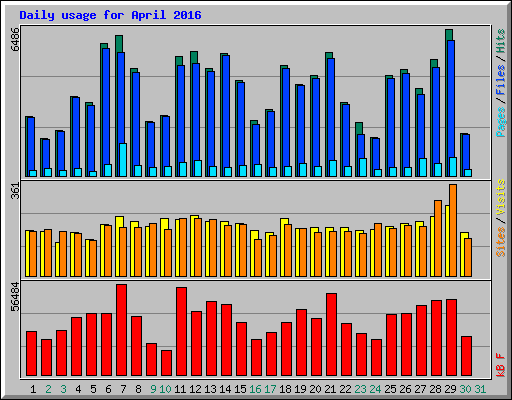 Daily usage for April 2016
6486
Pages / Files / Hits
361
Sites / Visits
56484
kB F
1 2 3 4 5 6 7 8 9 10 11 12 13 14 15 16 17 18 19 20 21 22 23 24 25 26 27 28 29 30 31